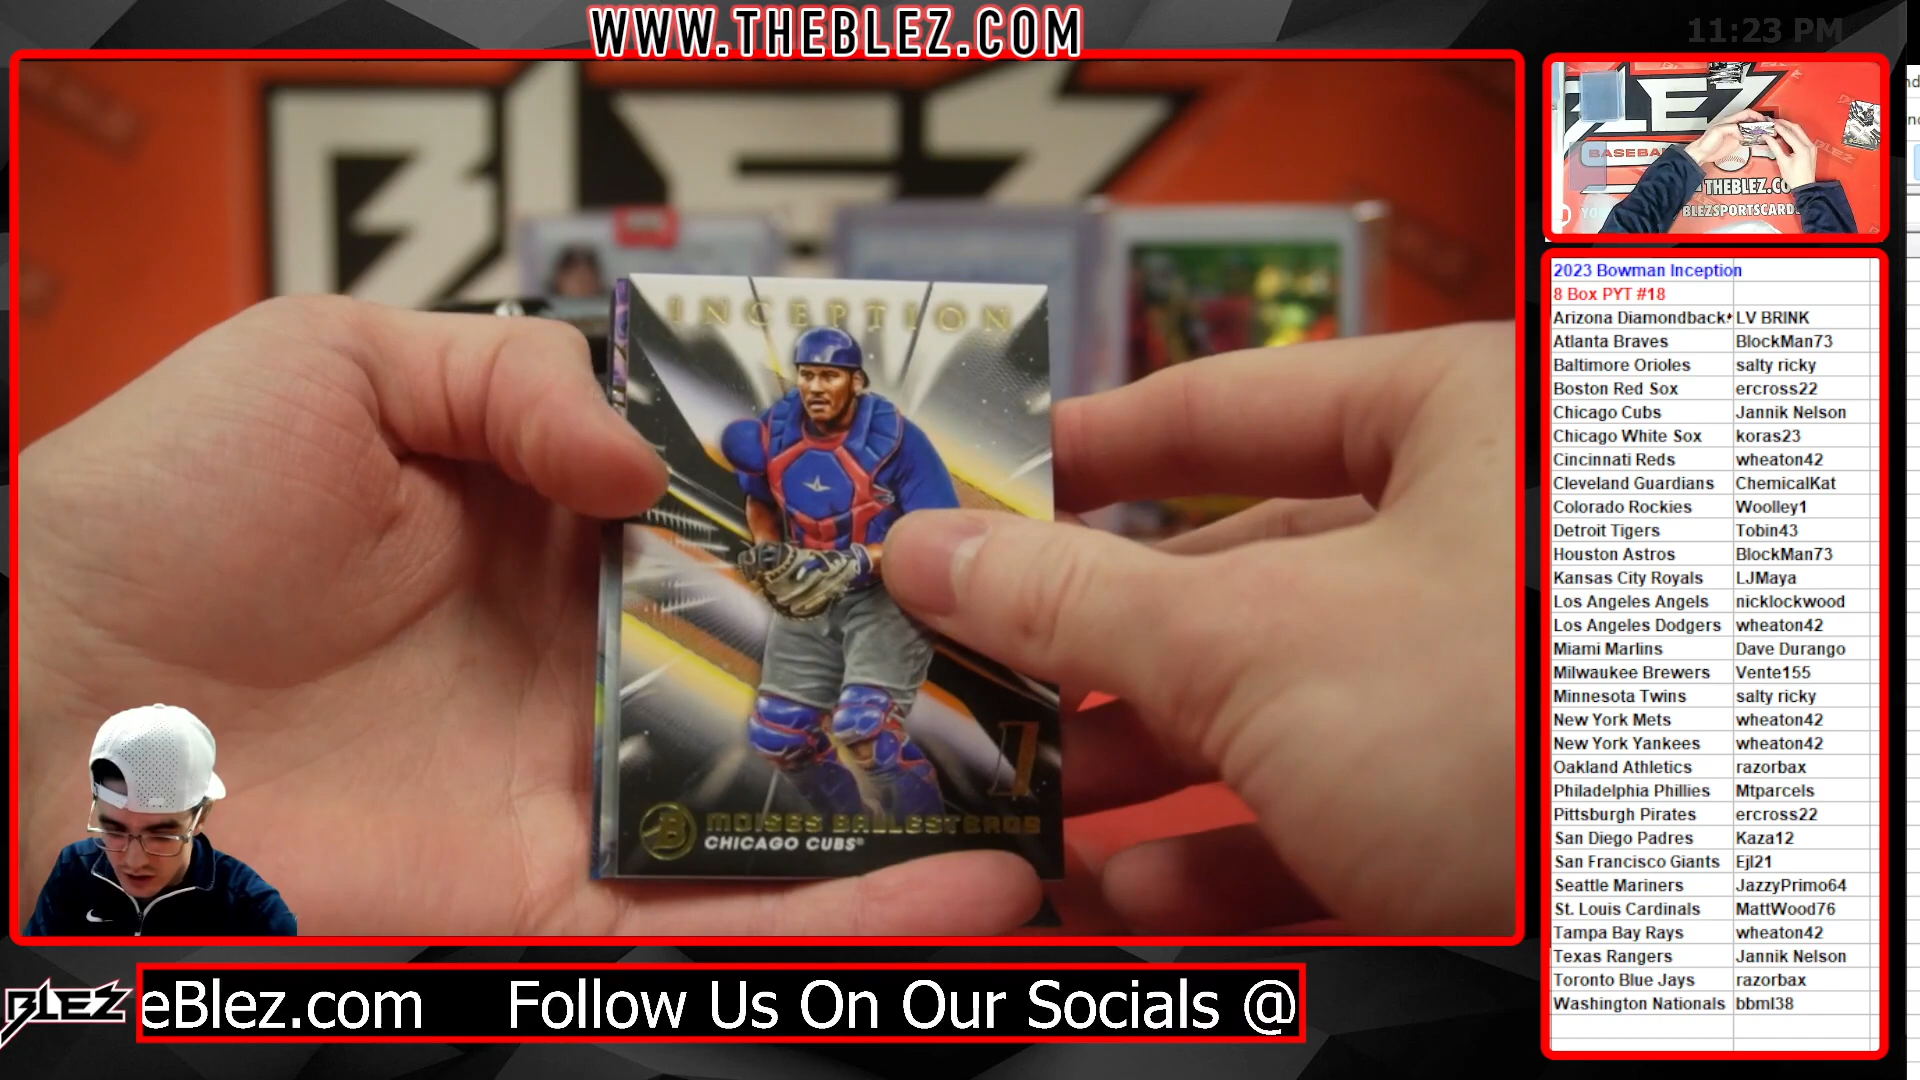 WWW.THEBLEZ.COM
11:23 PM
BLEZ
INCEPTION
1
B
MOISES BALLESTEROS
CHICAGO CUBS
LEZ
BASEBA
THEBLEZ.CO
BLEZSPORTSCARDS
2023 Bowman Inception
8 Box PYT #18
Arizona Diamondback LV BRINK
Atlanta Braves BlockMan73
Baltimore Orioles salty ricky
Boston Red Sox ercross22
Chicago Cubs Jannik Nelson
Chicago White Sox koras23
Cincinnati Reds wheaton42
Cleveland Guardians ChemicalKat
Colorado Rockies Woolley1
Detroit Tigers Tobin43
Houston Astros BlockMan73
Kansas City Royals LJMaya
Los Angeles Angels nicklockwood
Los Angeles Dodgers wheaton42
Miami Marlins Dave Durango
Milwaukee Brewers Vente155
Minnesota Twins salty ricky
New York Mets wheaton42
New York Yankees wheaton42
Oakland Athletics razorbax
Philadelphia Phillies Mtparcels
Pittsburgh Pirates ercross22
San Diego Padres Kaza12
San Francisco Giants Ejl21
Seattle Mariners JazzyPrimo64
St. Louis Cardinals MattWood76
Tampa Bay Rays wheaton42
Texas Rangers Jannik Nelson
Toronto Blue Jays razorbax
Washington Nationals bbml38
BLEZ
eBlez.com Follow Us On Our Socials @